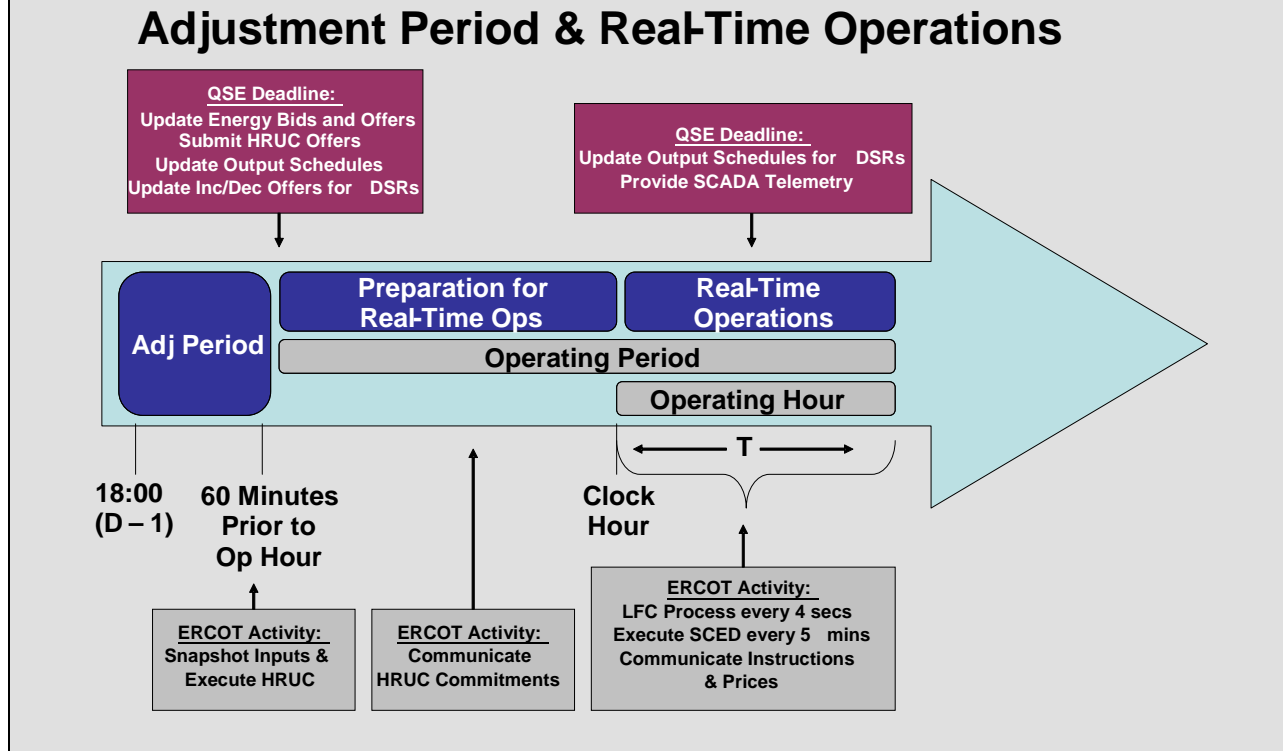 Adjustment Period & Real-Time Operations
QSE Deadline:
Update Energy Bids and Offers
Submit HRUC Offers
Update Output Schedules
Update Inc/Dec Offers for DSRs
QSE Deadline:
Update Output Schedules for DSRs
Provide SCADA Telemetry
Adj Period
Preparation for
Real-Time Ops
Real-Time
Operations
Operating Period
Operating Hour
T
18:00
(D – 1)
60 Minutes
Prior to
Op Hour
Clock
Hour
ERCOT Activity:
Snapshot Inputs &
Execute HRUC
ERCOT Activity:
Communicate
HRUC Commitments
ERCOT Activity:
LFC Process every 4 secs
Execute SCED every 5 mins
Communicate Instructions
& Prices